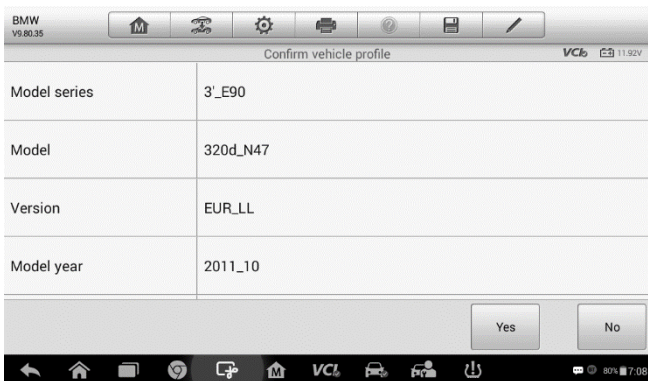 BMW
V9.80.35
Confirm vehicle profile
VCI 11.92V
Model series 3'_E90
Model 320d_N47
Version EUR_LL
Model year 2011_10
Yes No
VCI 80% 7:08